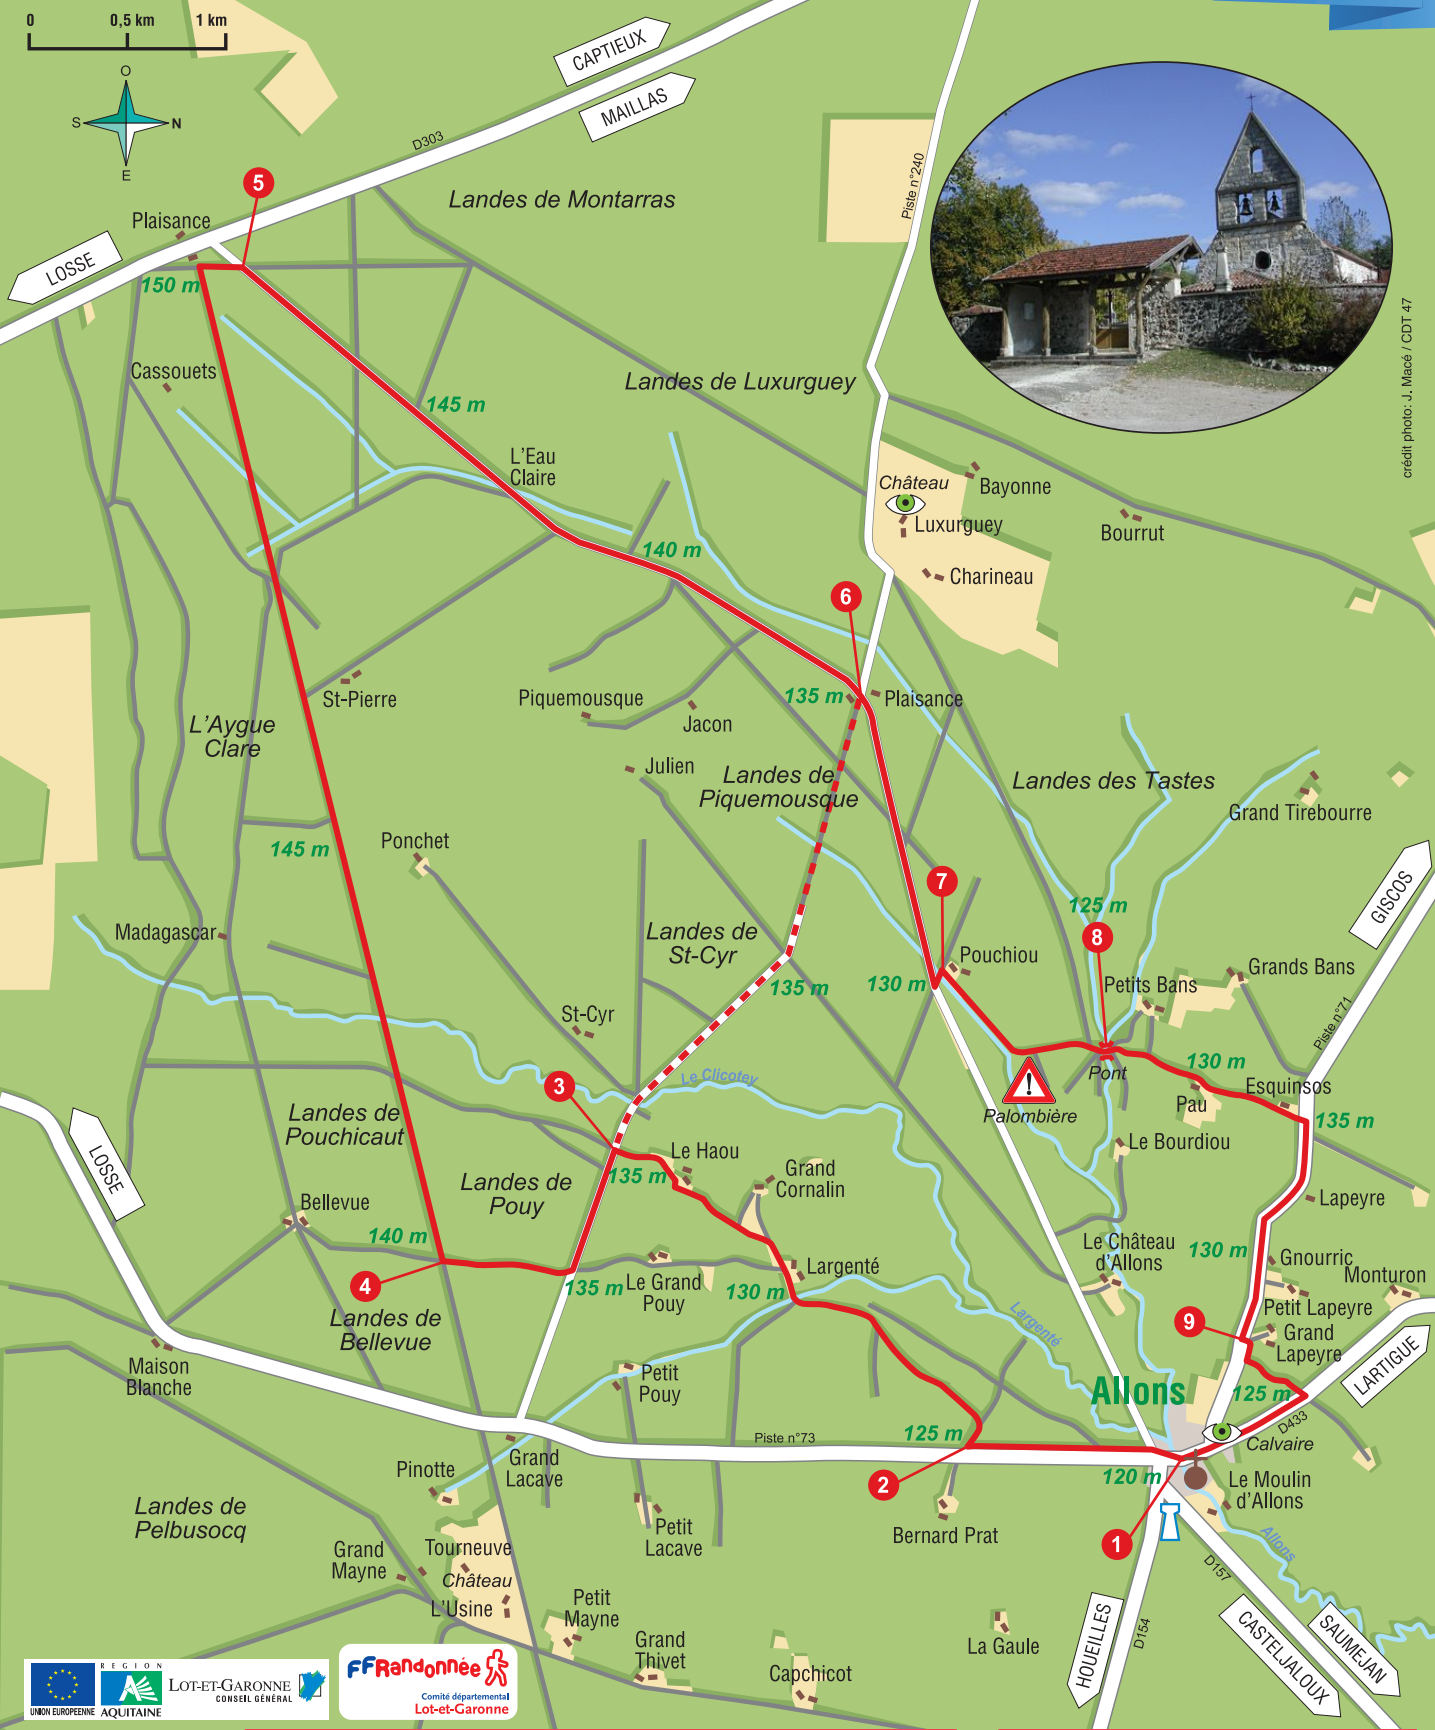 0 0,5 km 1 km
O
S N
E
CAPTIEUX
MAILLAS
D303
LOSSE
5
Plaisance
150 m
Landes de Montarras
Piste n°240
crédit photo: J. Macé / CDT 47
Cassouets
145 m
Landes de Luxurguey
L'Eau
Claire
Château
Luxurguey
Bayonne
Bourrut
Charineau
140 m
6
St-Pierre
L'Aygue
Clare
Piquemousque
Jacon
135 m
Plaisance
Julien
Landes de
Piquemousque
Landes des Tastes
Grand Tirebourre
145 m
Ponchet
7
GISCOS
125 m
8
Madagascar
Landes de
St-Cyr
135 m
130 m
Pouchiou
Grands Bans
Petits Bans
St-Cyr
Piste n°71
3
Le Clicotey
Pont
130 m
Esquinsos
Pau
135 m
Palombière
Landes de
Pouchicaut
LOSSE
Le Haou
135 m
Le Bourdiou
Landes de
Pouy
Grand
Cornalin
Lapeyre
Bellevue
140 m
4
Largenté
Le Château
d'Allons
130 m
Gnourric
Monturon
135 m
Le Grand
Pouy
130 m
Petit Lapeyre
Landes de
Bellevue
Largenté
9
Grand
Lapeyre
LARTIGUE
Maison
Blanche
Petit
Pouy
Allons
125 m
D433
Calvaire
Piste n°73
125 m
2
120 m
Pinotte
Grand
Lacave
Le Moulin
d'Allons
Landes de
Pelbusocq
Petit
Lacave
Bernard Prat
1
Allons
Grand
Mayne
Tourneuve
Château
L'Usine
D157
Petit
Mayne
HOUEILLES
D154
CASTELJALOUX
SAUMEJAN
Grand
Thivet
La Gaule
Capchicot
UNION EUROPEENNE
REGION
AQUITAINE
LOT-ET-GARONNE
CONSEIL GÉNÉRAL
FFRandonnée
Comité départemental
Lot-et-Garonne